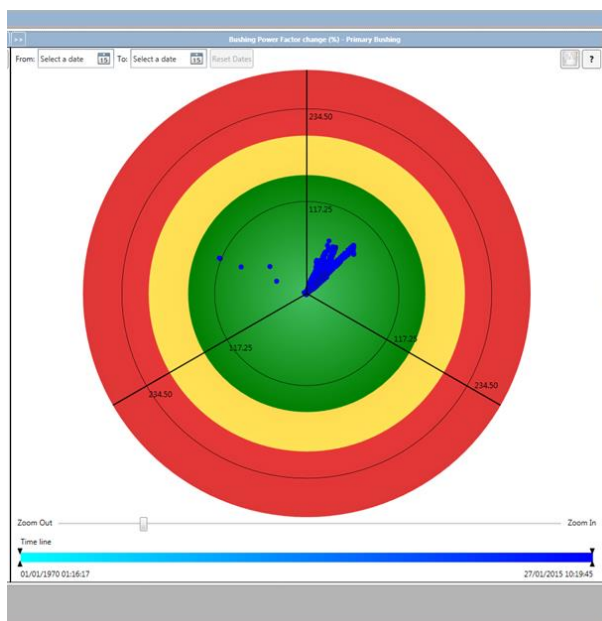 >> Bushing Power Factor change (%) - Primary Bushing
From: Select a date 15 To: Select a date 15 Reset Dates ?
234.50
117.25
117.25 117.25
234.50 234.50
Zoom Out Zoom In
Time line
01/01/1970 01:16:17 27/01/2015 10:19:45